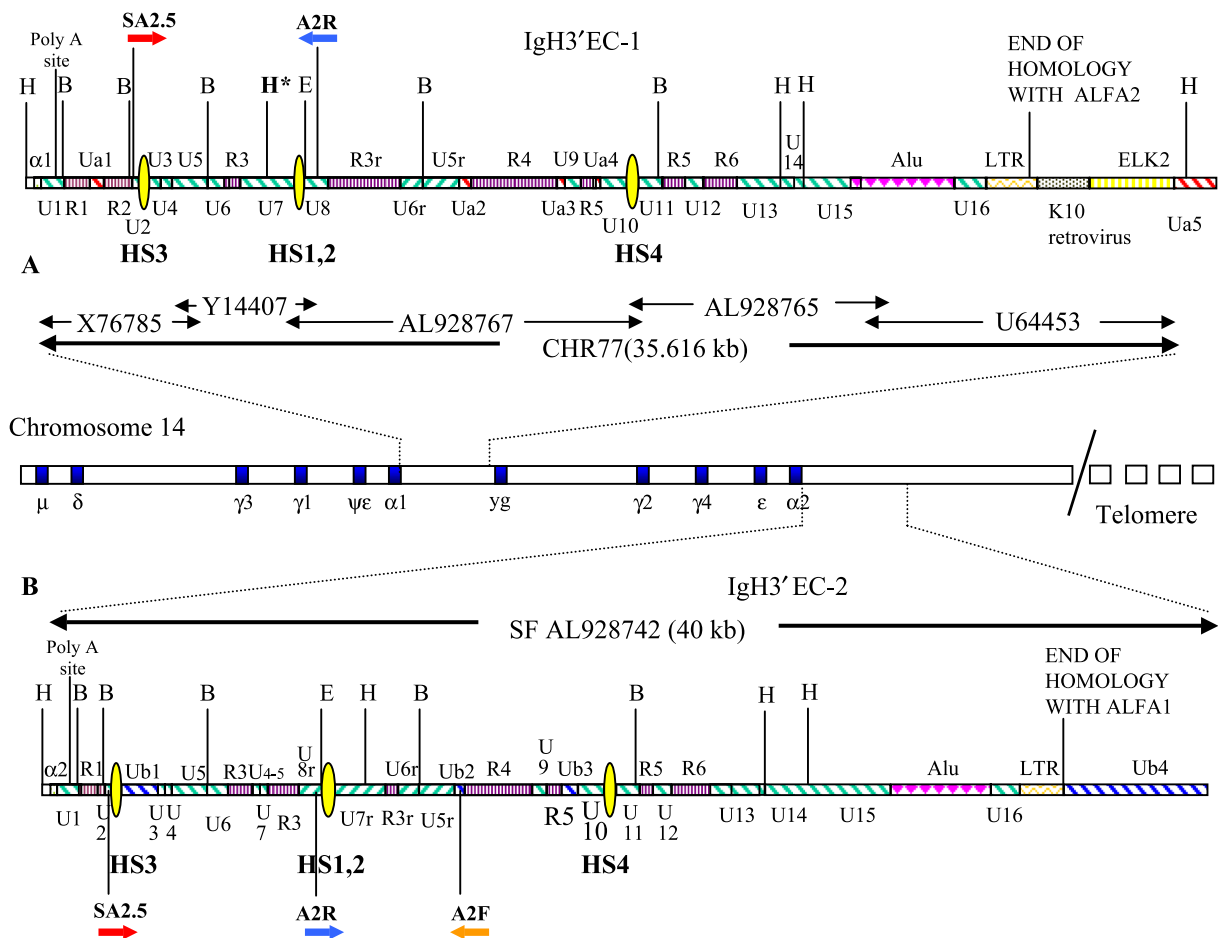 SA2.5
A2R
IgH3′EC-1
Poly A
site
END OF
HOMOLOGY
WITH ALFA2
H B B B H* E B B H H H
α1 Ua1 U3 U5 R3 R3r U5r R4 U9 Ua4 R5 R6 U
14 Alu LTR ELK2
U1 R1 R2 U2 U4 U6 U7 U8 U6r Ua2 Ua3 R5 U10 U11 U12 U13 U15 U16 K10
retrovirus Ua5
HS3 HS1,2 HS4
A
X76785 Y14407 AL928767 AL928765 U64453
CHR77(35.616 kb)
Chromosome 14
μ δ γ3 γ1 ψε α1 yg γ2 γ4 ε α2
Telomere
B
IgH3′EC-2
SF AL928742 (40 kb)
Poly A
site
END OF
HOMOLOGY
WITH ALFA1
H B B B E H B B H H
α2 R1 Ub1 U5 R3 U4-5 U
8r U6r Ub2 R4 U
9 Ub3 R5 R6 Alu LTR Ub4
U1 U
2 U
3 U
4 U6 U
7 R3 U7r R3r U5r R5 U
10 U
11 U
12 U13 U14 U15 U16
HS3 HS1,2 HS4
SA2.5 A2R A2F